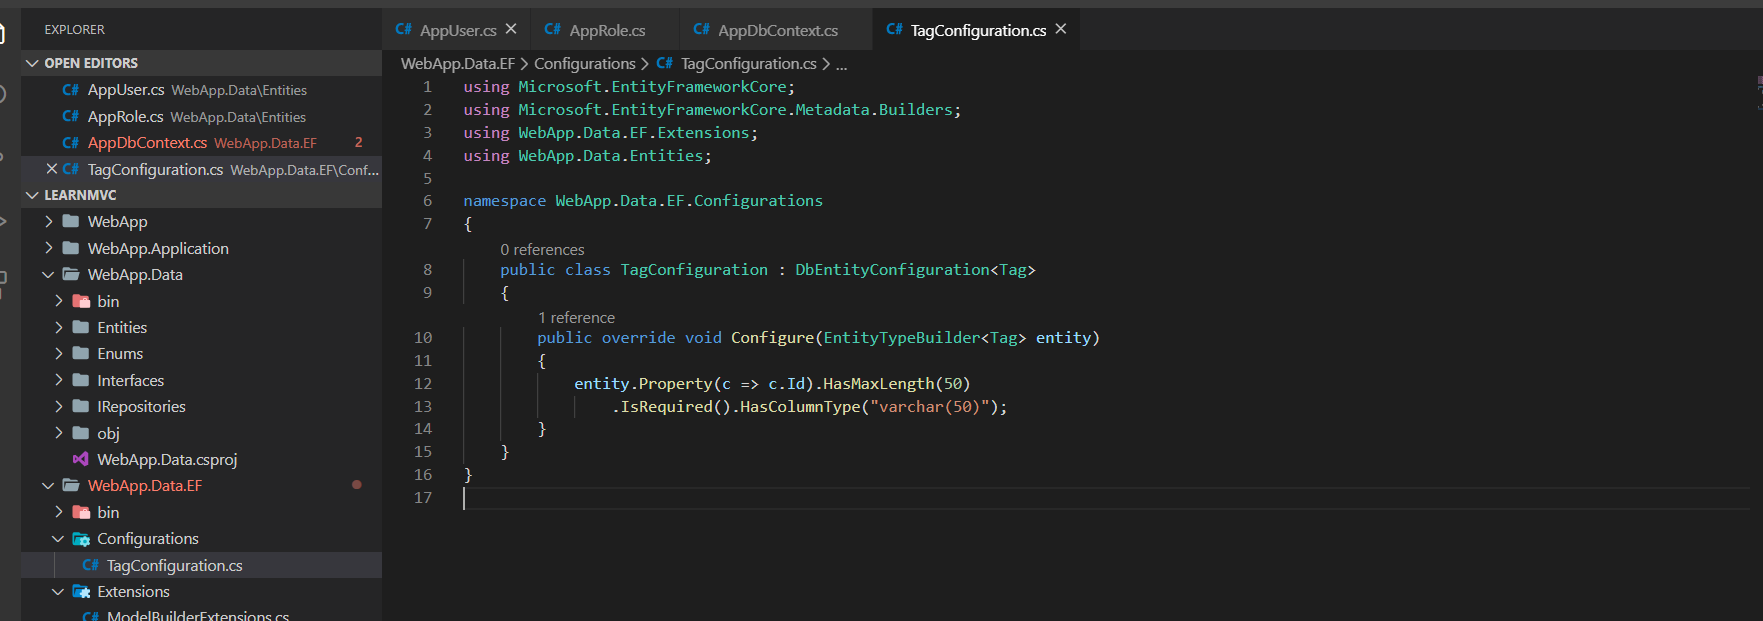 EXPLORER
OPEN EDITORS
C# AppUser.cs WebApp.Data\Entities
C# AppRole.cs WebApp.Data\Entities
C# AppDbContext.cs WebApp.Data.EF 2
C# TagConfiguration.cs WebApp.Data.EF\Conf...
LEARNMVC
WebApp
WebApp.Application
WebApp.Data
bin
Entities
Enums
Interfaces
IRepositories
obj
WebApp.Data.csproj
WebApp.Data.EF
bin
Configurations
C# TagConfiguration.cs
Extensions
C# ModelBuilderExtensions.cs
C# AppUser.cs C# AppRole.cs C# AppDbContext.cs C# TagConfiguration.cs
WebApp.Data.EF > Configurations > C# TagConfiguration.cs > ...
1 using Microsoft.EntityFrameworkCore;
2 using Microsoft.EntityFrameworkCore.Metadata.Builders;
3 using WebApp.Data.EF.Extensions;
4 using WebApp.Data.Entities;
5
6 namespace WebApp.Data.EF.Configurations
7 {
0 references
8 public class TagConfiguration : DbEntityConfiguration<Tag>
9 {
1 reference
10 public override void Configure(EntityTypeBuilder<Tag> entity)
11 {
12 entity.Property(c => c.Id).HasMaxLength(50)
13 .IsRequired().HasColumnType("varchar(50)");
14 }
15 }
16 }
17